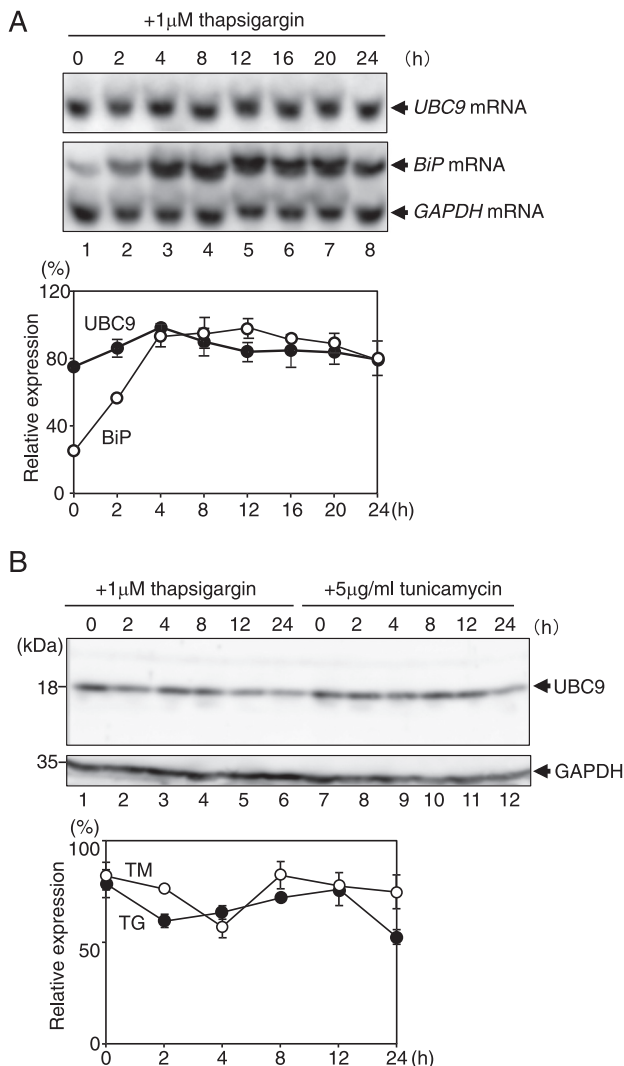 A
+1μM thapsigargin
0 2 4 8 12 16 20 24 (h)
UBC9 mRNA
BiP mRNA
GAPDH mRNA
1 2 3 4 5 6 7 8
(%)
120
80
40
0
Relative expression
UBC9
BiP
0 2 4 8 12 16 20 24 (h)
B
+1μM thapsigargin +5μg/ml tunicamycin
0 2 4 8 12 24 0 2 4 8 12 24 (h)
(kDa)
18
UBC9
35
GAPDH
1 2 3 4 5 6 7 8 9 10 11 12
(%)
100
50
0
Relative expression
TM
TG
0 2 4 8 12 24 (h)